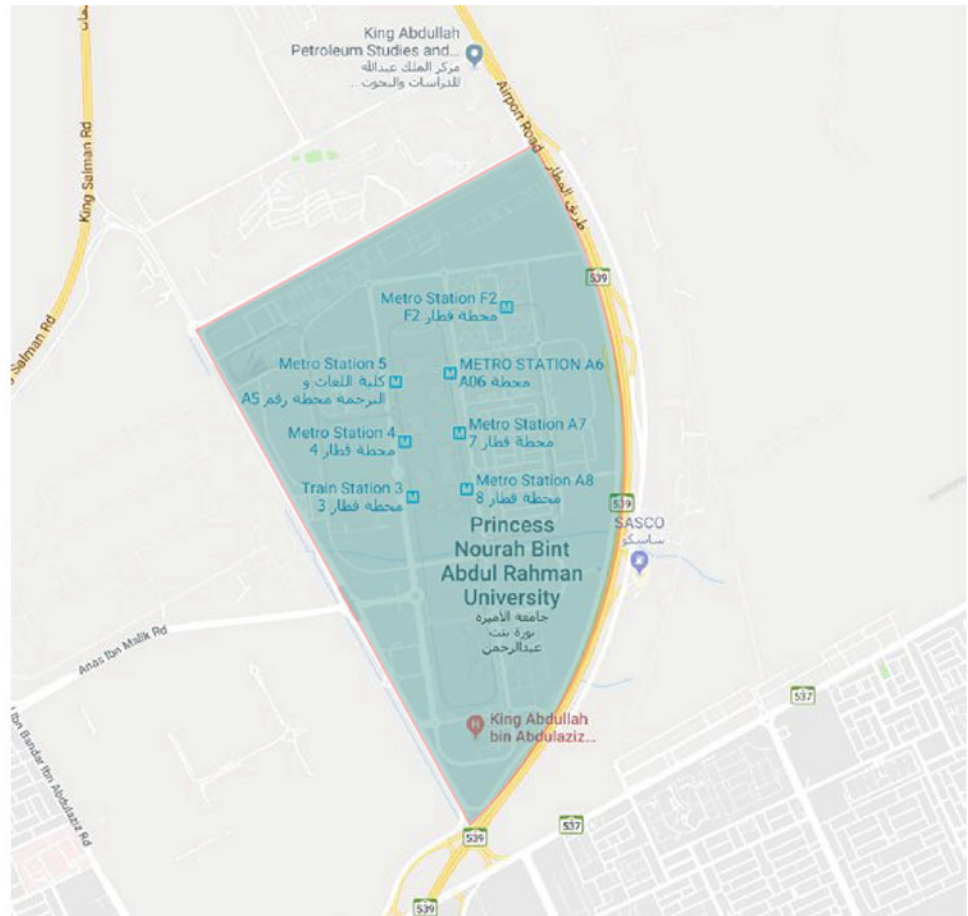 King Abdullah
Petroleum Studies and...
مركز الملك عبدالله
للدراسات والبحوث...
Airport Road
طريق المطار
King Salman Rd
539
Metro Station F2
محطة قطار F2
Metro Station 5
كلية اللغات و
الترجمة محطة رقم A5
METRO STATION A6
محطة A06
Metro Station 4
محطة قطار 4
Metro Station A7
محطة قطار 7
Train Station 3
محطة قطار 3
Metro Station A8
محطة قطار 8
539
SASCO
ساسكو
Princess
Nourah Bint
Abdul Rahman
University
جامعة الأميرة
نورة بنت
عبدالرحمن
Anas Ibn Malik Rd
Salman Rd
537
King Abdullah
bin Abdulaziz...
Ibn Bandar Ibn Abdulaziz Rd
537
539
539